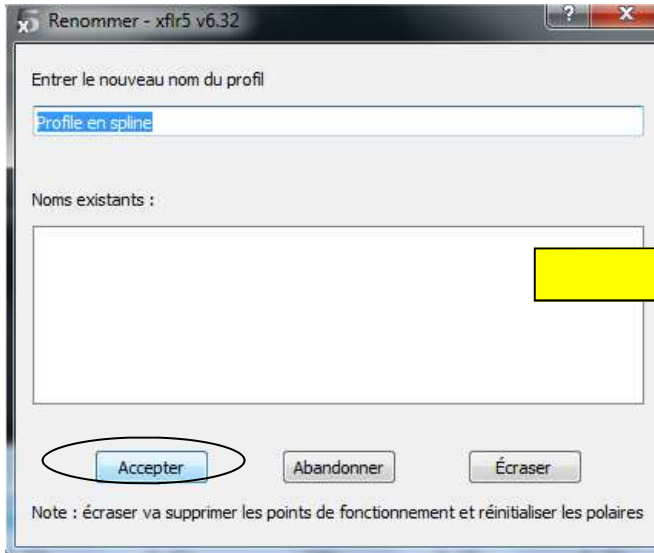 Renommer - xflr5 v6.32
Entrer le nouveau nom du profil
Profile en spline
Noms existants :
Accepter Abandonner Écraser
Note : écraser va supprimer les points de fonctionnement et réinitialiser les polaires